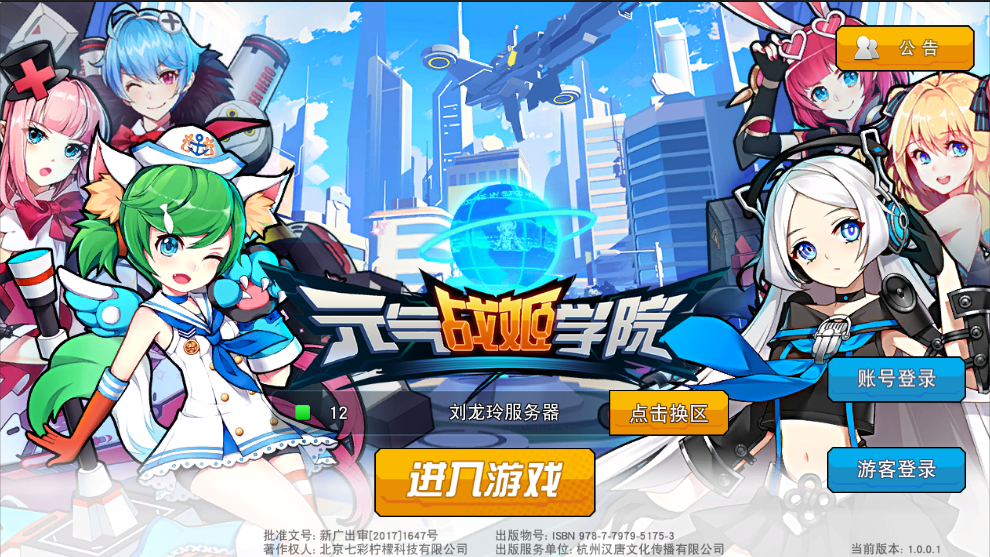 公告
元气战姬学院
账号登录
12 刘龙玲服务器 点击换区
进入游戏
游客登录
批准文号: 新广出审[2017]1647号 出版物号: ISBN 978-7-7979-5175-3
著作权人: 北京七彩柠檬科技有限公司 出版服务单位: 杭州汉唐文化传播有限公司 当前版本: 1.0.0.1